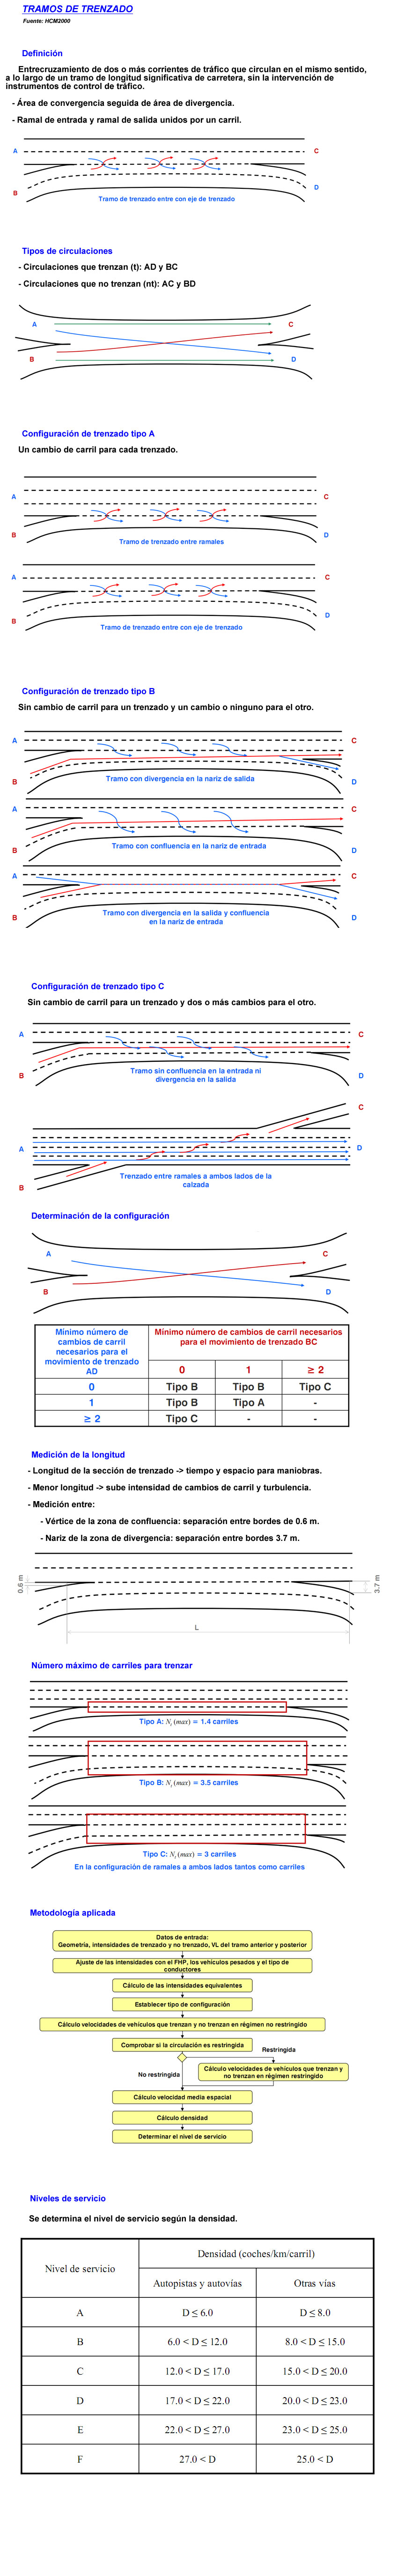 TRAMOS DE TRENZADO
Fuente: HCM2000
Definición
Entrecruzamiento de dos o más corrientes de tráfico que circulan en el mismo sentido,
a lo largo de un tramo de longitud significativa de carretera, sin la intervención de
instrumentos de control de tráfico.
- Área de convergencia seguida de área de divergencia.
- Ramal de entrada y ramal de salida unidos por un carril.
A C
B D
Tramo de trenzado entre con eje de trenzado
Tipos de circulaciones
- Circulaciones que trenzan (t): AD y BC
- Circulaciones que no trenzan (nt): AC y BD
A C
B D
Configuración de trenzado tipo A
Un cambio de carril para cada trenzado.
A C
B D
Tramo de trenzado entre ramales
A C
B D
Tramo de trenzado entre con eje de trenzado
Configuración de trenzado tipo B
Sin cambio de carril para un trenzado y un cambio o ninguno para el otro.
A C
B D
Tramo con divergencia en la nariz de salida
A C
B D
Tramo con confluencia en la nariz de entrada
A C
B D
Tramo con divergencia en la salida y confluencia
en la nariz de entrada
Configuración de trenzado tipo C
Sin cambio de carril para un trenzado y dos o más cambios para el otro.
A C
B D
Tramo sin confluencia en la entrada ni
divergencia en la salida
C
A D
B
Trenzado entre ramales a ambos lados de la
calzada
Determinación de la configuración
A C
B D
Mínimo número de
cambios de carril
necesarios para el
movimiento de trenzado
AD
Mínimo número de cambios de carril necesarios
para el movimiento de trenzado BC
0 1 ≥ 2
0 Tipo B Tipo B Tipo C
1 Tipo B Tipo A -
≥ 2 Tipo C - -
Medición de la longitud
- Longitud de la sección de trenzado -> tiempo y espacio para maniobras.
- Menor longitud -> sube intensidad de cambios de carril y turbulencia.
- Medición entre:
- Vértice de la zona de confluencia: separación entre bordes de 0.6 m.
- Nariz de la zona de divergencia: separación entre bordes 3.7 m.
0.6 m
3.7 m
L
Número máximo de carriles para trenzar
Tipo A: Nt (max) = 1.4 carriles
Tipo B: Nt (max) = 3.5 carriles
Tipo C: Nt (max) = 3 carriles
En la configuración de ramales a ambos lados tantos como carriles
Metodología aplicada
Datos de entrada:
Geometría, intensidades de trenzado y no trenzado, VL del tramo anterior y posterior
Ajuste de las intensidades con el FHP, los vehículos pesados y el tipo de
conductores
Cálculo de las intensidades equivalentes
Establecer tipo de configuración
Cálculo velocidades de vehículos que trenzan y no trenzan en régimen no restringido
Comprobar si la circulación es restringida
Restringida
Cálculo velocidades de vehículos que trenzan y
no trenzan en régimen restringido
No restringida
Cálculo velocidad media espacial
Cálculo densidad
Determinar el nivel de servicio
Niveles de servicio
Se determina el nivel de servicio según la densidad.
Nivel de servicio
Densidad (coches/km/carril)
Autopistas y autovías Otras vías
A D ≤ 6.0 D ≤ 8.0
B 6.0 < D ≤ 12.0 8.0 < D ≤ 15.0
C 12.0 < D ≤ 17.0 15.0 < D ≤ 20.0
D 17.0 < D ≤ 22.0 20.0 < D ≤ 23.0
E 22.0 < D ≤ 27.0 23.0 < D ≤ 25.0
F 27.0 < D 25.0 < D